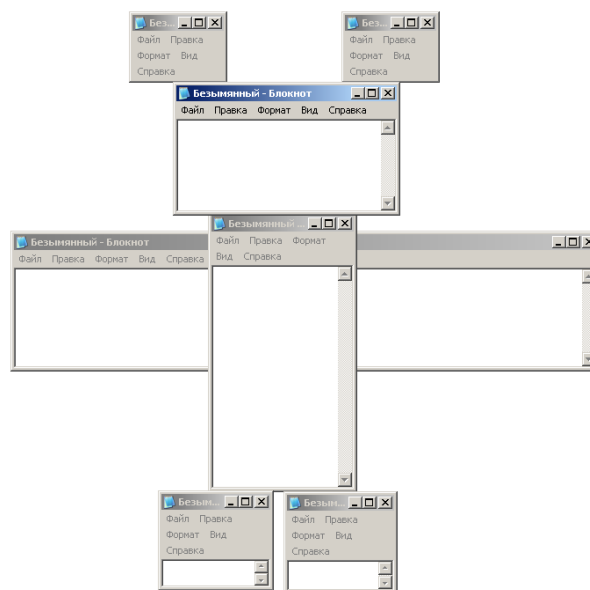 Без...
Файл Правка
Формат Вид
Справка
Без...
Файл Правка
Формат Вид
Справка
Безымянный - Блокнот
Файл Правка Формат Вид Справка
Безымянный - Блокнот
Файл Правка Формат Вид Справка
Безымянный ...
Файл Правка Формат
Вид Справка
Безым...
Файл Правка
Формат Вид
Справка
Безым...
Файл Правка
Формат Вид
Справка